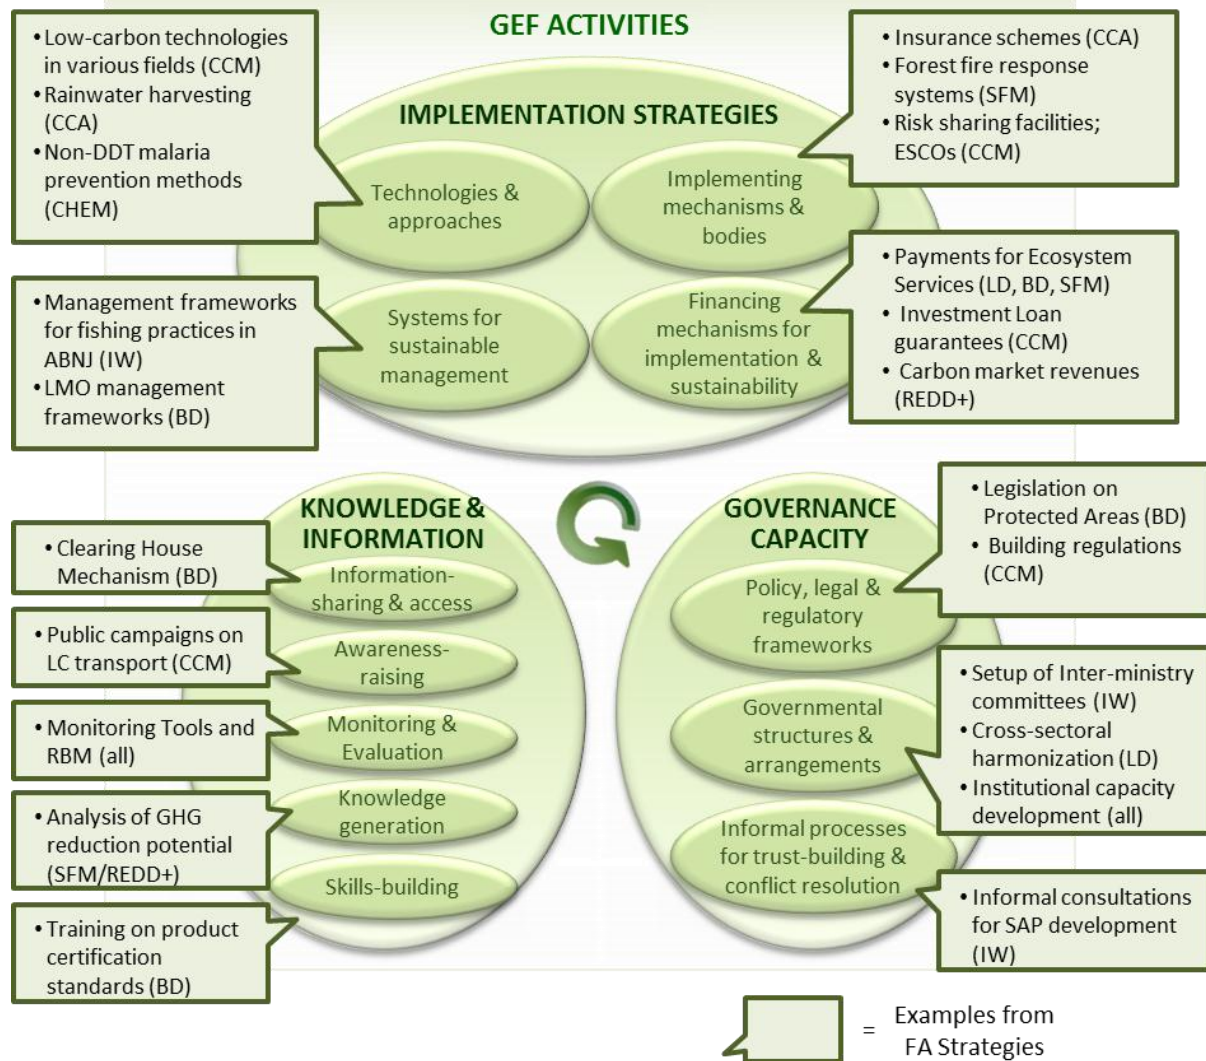 GEF ACTIVITIES
• Low-carbon technologies
in various fields (CCM)
• Rainwater harvesting
(CCA)
• Non-DDT malaria
prevention methods
(CHEM)
• Insurance schemes (CCA)
• Forest fire response
systems (SFM)
• Risk sharing facilities;
ESCOs (CCM)
IMPLEMENTATION STRATEGIES
Technologies &
approaches
Implementing
mechanisms &
bodies
• Management frameworks
for fishing practices in
ABNJ (IW)
• LMO management
frameworks (BD)
Systems for
sustainable
management
Financing
mechanisms for
implementation &
sustainability
• Payments for Ecosystem
Services (LD, BD, SFM)
• Investment Loan
guarantees (CCM)
• Carbon market revenues
(REDD+)
KNOWLEDGE &
INFORMATION
• Clearing House
Mechanism (BD)
Information-
sharing & access
• Public campaigns on
LC transport (CCM)
Awareness-
raising
• Monitoring Tools and
RBM (all)
Monitoring &
Evaluation
• Analysis of GHG
reduction potential
(SFM/REDD+)
Knowledge
generation
Skills-building
• Training on product
certification
standards (BD)
GOVERNANCE
CAPACITY
• Legislation on
Protected Areas (BD)
• Building regulations
(CCM)
Policy, legal &
regulatory
frameworks
Governmental
structures &
arrangements
• Setup of Inter-ministry
committees (IW)
• Cross-sectoral
harmonization (LD)
• Institutional capacity
development (all)
Informal processes
for trust-building &
conflict resolution
• Informal consultations
for SAP development
(IW)
= Examples from
FA Strategies